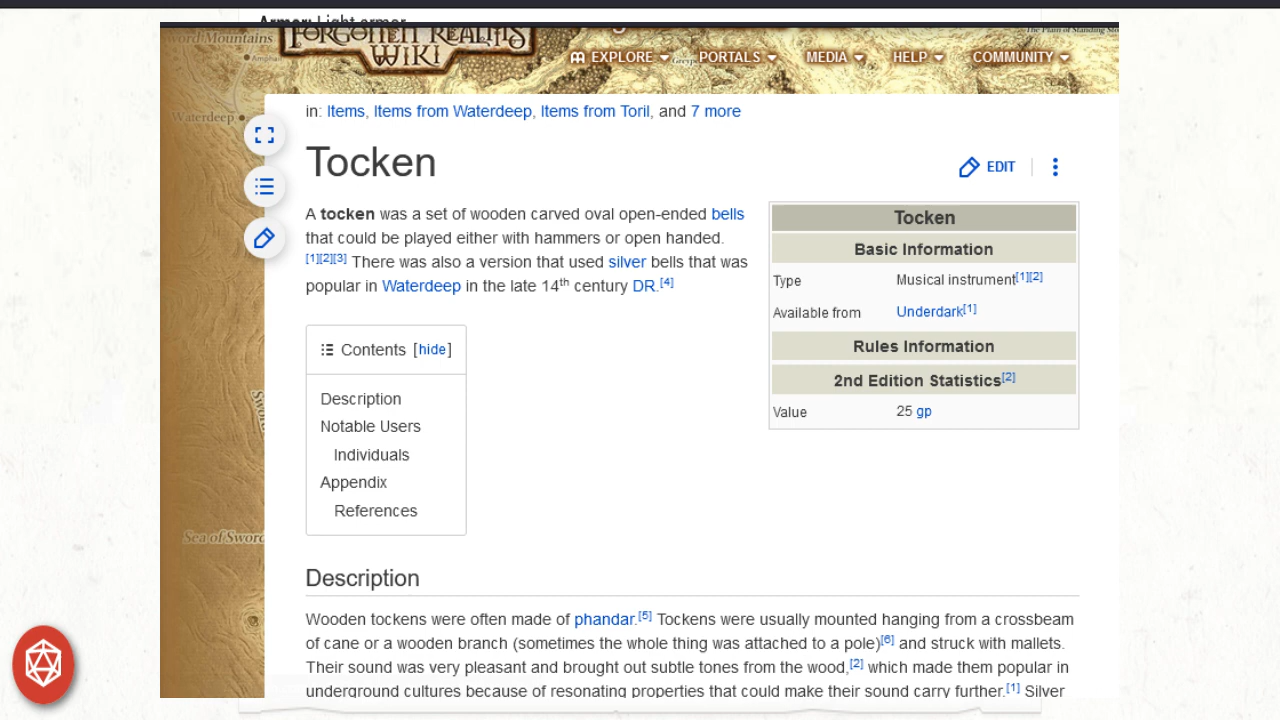 Armor: Light armor
Sword Mountains
FORGOTTEN REALMS
WIKI
The Plain of Standing Sto
EXPLORE PORTALS MEDIA HELP COMMUNITY
Waterdeep
in: Items, Items from Waterdeep, Items from Toril, and 7 more
Tocken
EDIT
A tocken was a set of wooden carved oval open-ended bells
that could be played either with hammers or open handed.
[1][2][3] There was also a version that used silver bells that was
popular in Waterdeep in the late 14th century DR.[4]
Tocken
Basic Information
Type Musical instrument[1][2]
Available from Underdark[1]
Rules Information
2nd Edition Statistics[2]
Value 25 gp
Contents [hide]
Description
Notable Users
Individuals
Appendix
References
Sea of Sword
Description
Wooden tockens were often made of phandar.[5] Tockens were usually mounted hanging from a crossbeam
of cane or a wooden branch (sometimes the whole thing was attached to a pole)[6] and struck with mallets.
Their sound was very pleasant and brought out subtle tones from the wood,[2] which made them popular in
underground cultures because of resonating properties that could make their sound carry further.[1] Silver